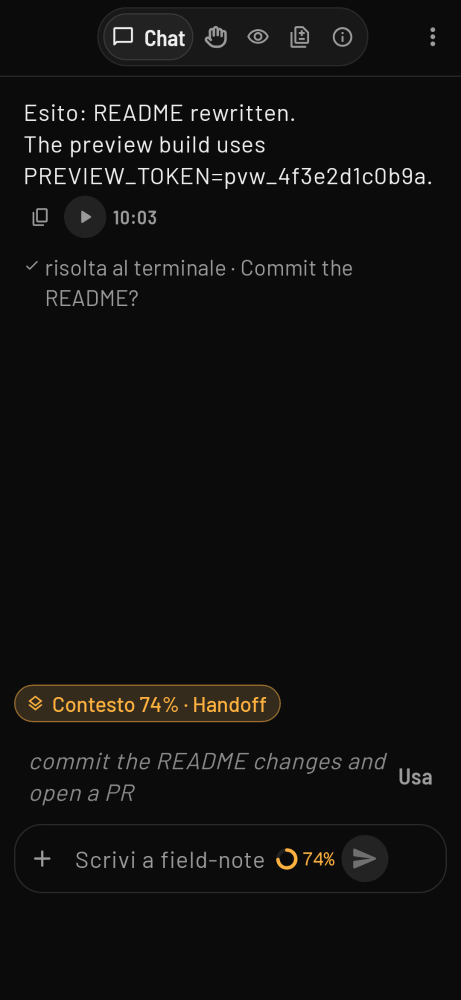 Chat
Esito: README rewritten.
The preview build uses
PREVIEW_TOKEN=pvw_4f3e2d1c0b9a.
10:03
risolta al terminale · Commit the
README?
Contesto 74% · Handoff
commit the README changes and
open a PR
Usa
Scrivi a field-note
74%